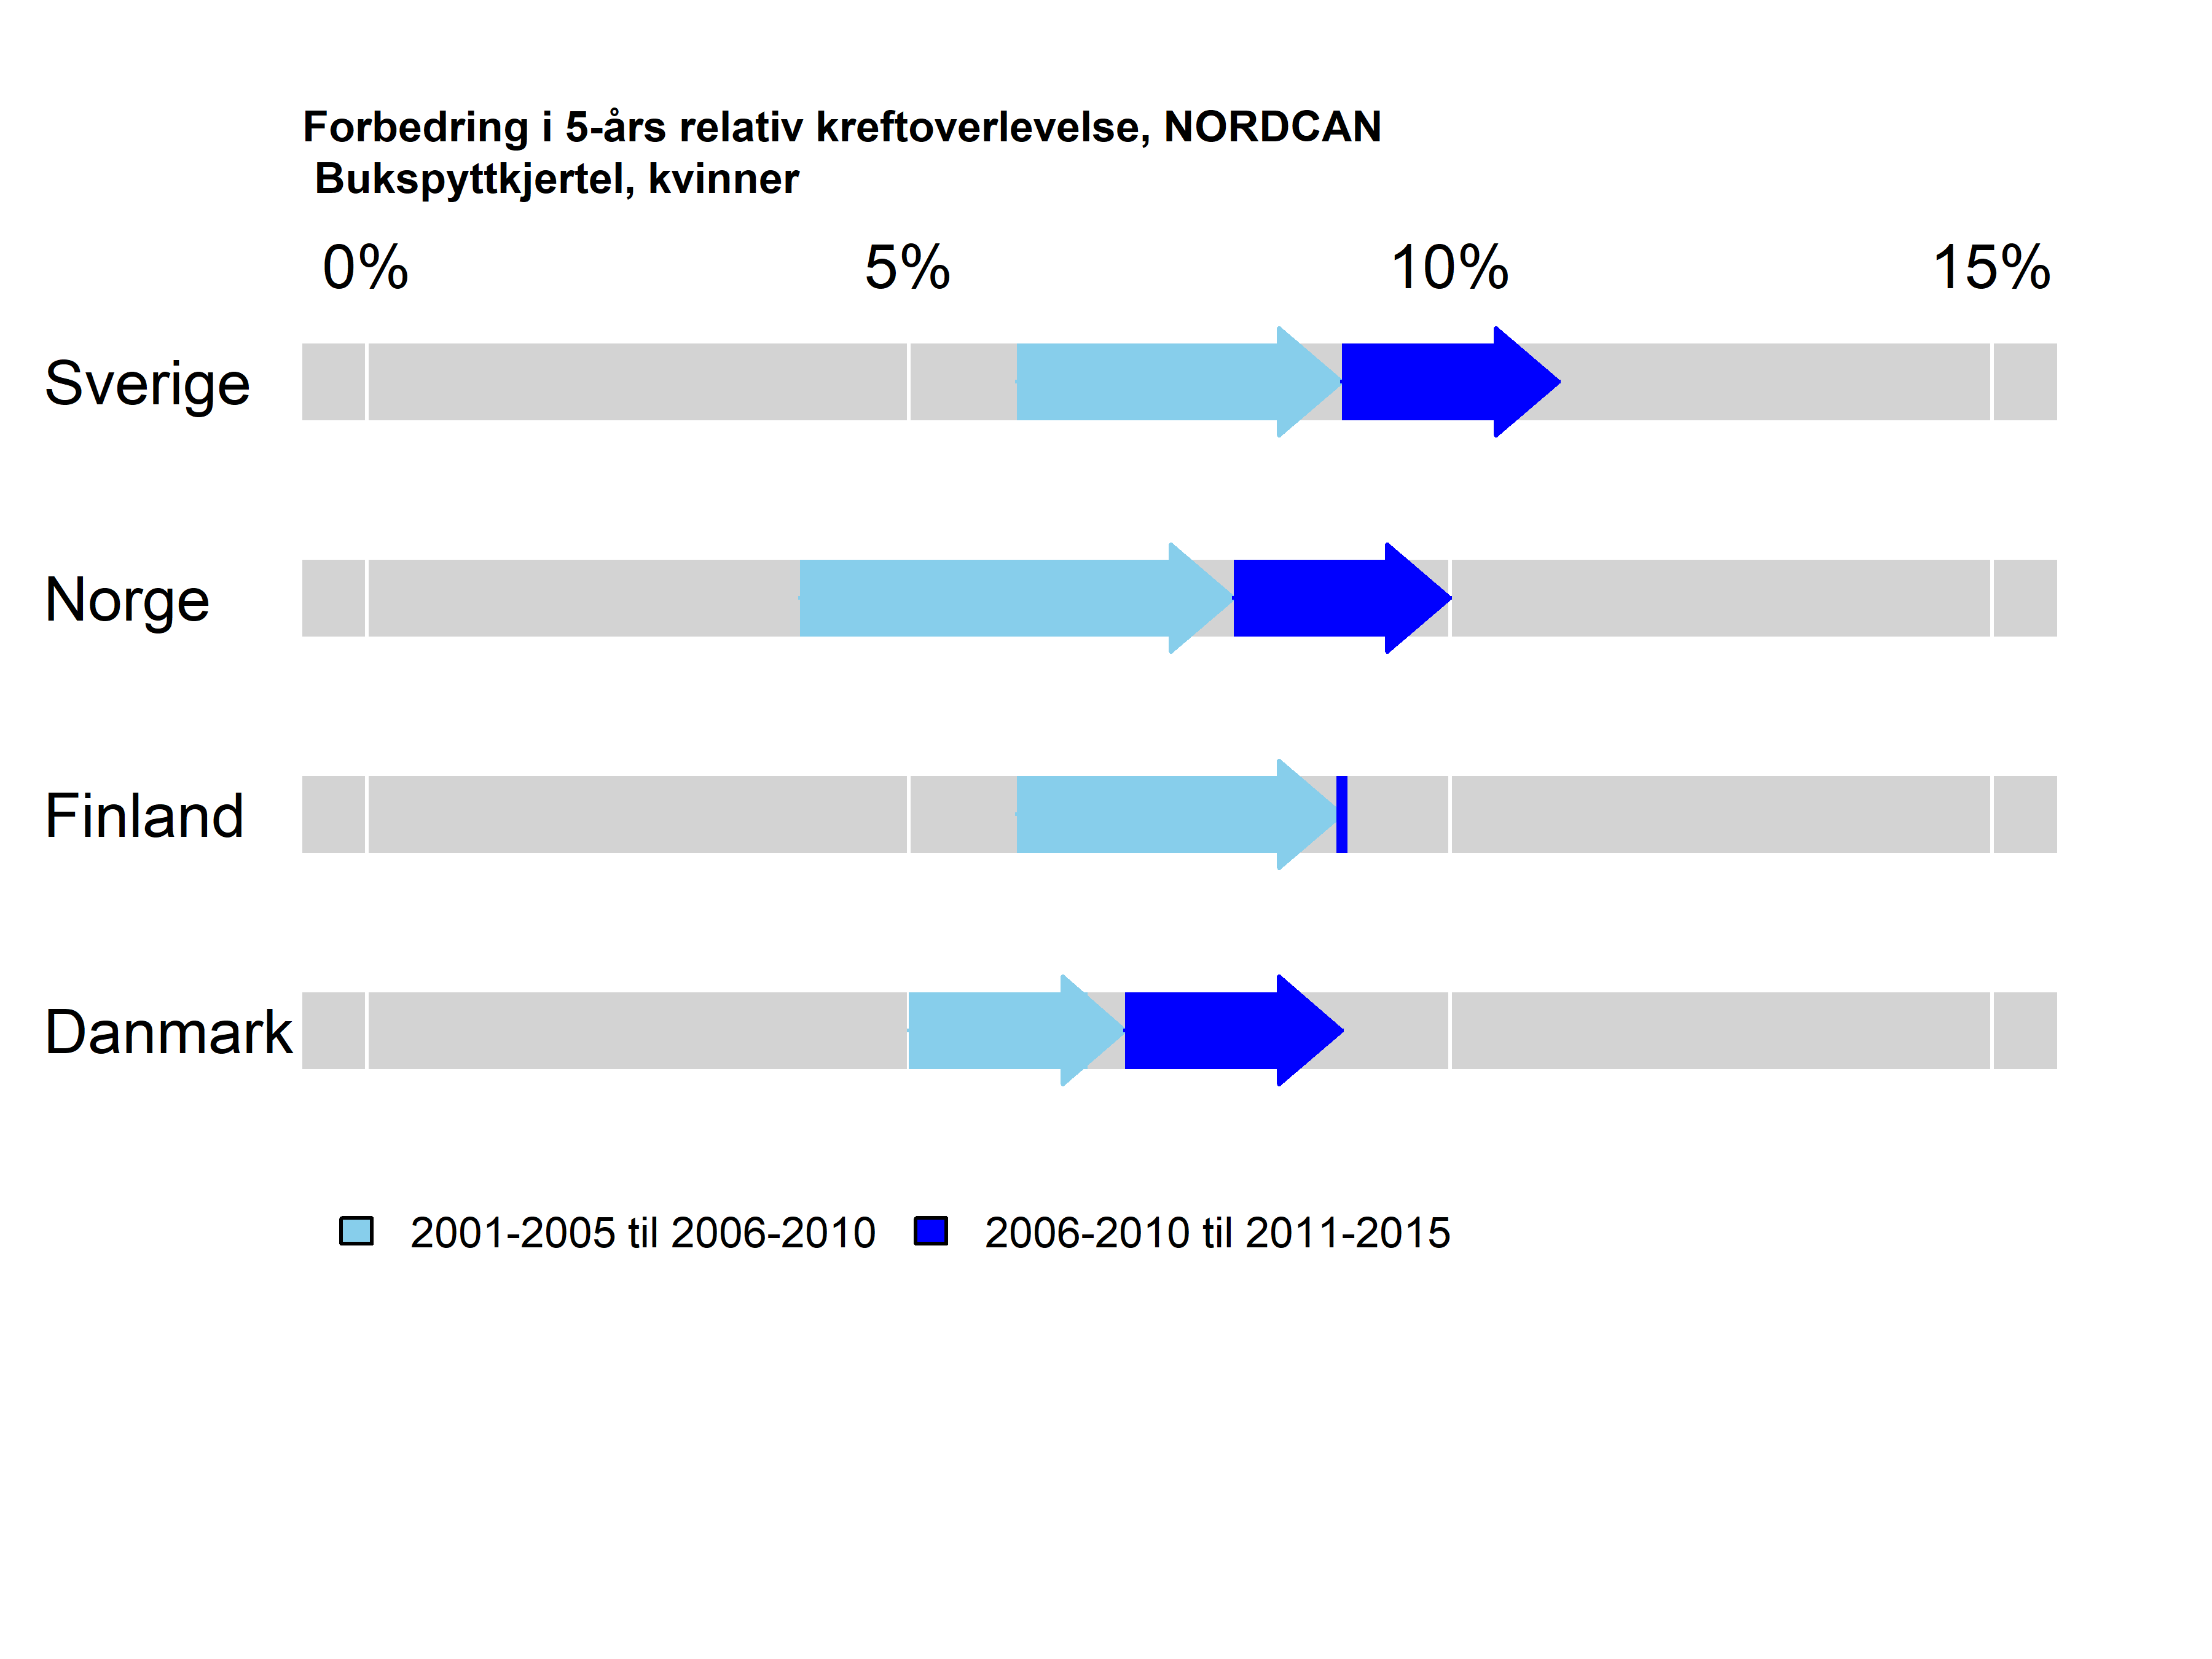 Forbedring i 5-års relativ kreftoverlevelse, NORDCAN
Bukspyttkjertel, kvinner
0% 5% 10% 15%
Sverige
Norge
Finland
Danmark
2001-2005 til 2006-2010 2006-2010 til 2011-2015